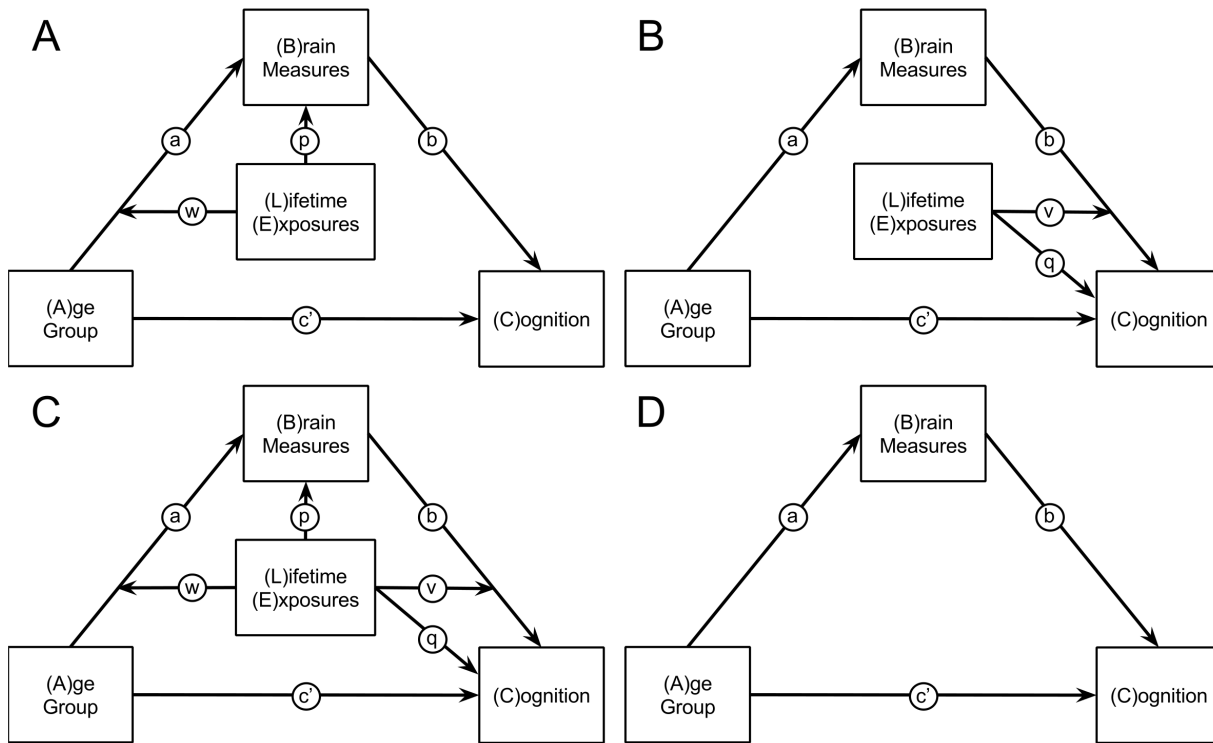 A
(B)rain
Measures
a
p
b
w
(L)ifetime
(E)xposures
(A)ge
Group
c'
(C)ognition
B
(B)rain
Measures
a
b
(L)ifetime
(E)xposures
v
q
(A)ge
Group
c'
(C)ognition
C
(B)rain
Measures
a
p
b
w
(L)ifetime
(E)xposures
v
q
(A)ge
Group
c'
(C)ognition
D
(B)rain
Measures
a
b
(A)ge
Group
c'
(C)ognition